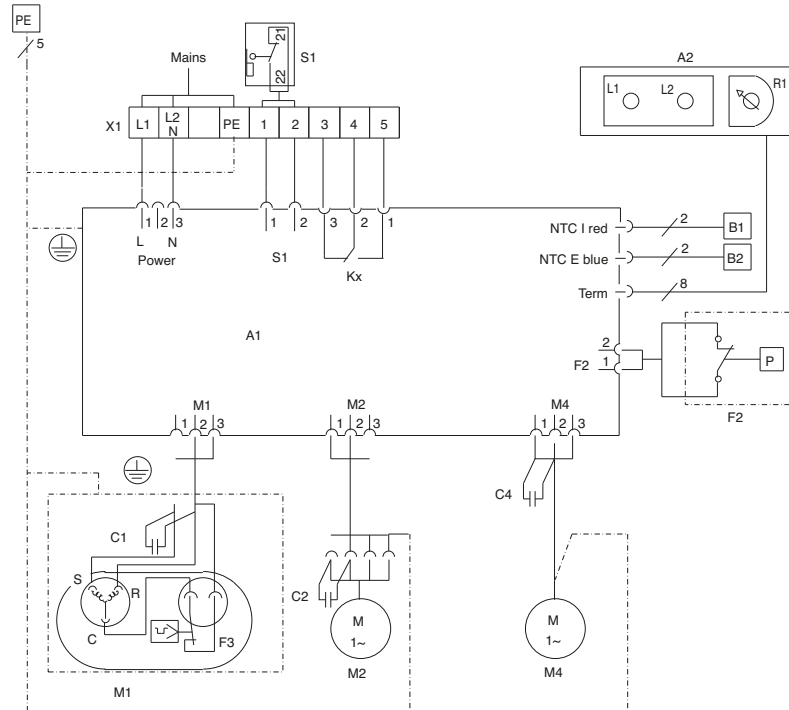 PE
5
Mains
21
22
S1
A2
L1
L2
R1
X1
L1
L2
N
PE
1
2
3
4
5
1 2 3
L N
Power
1 2
S1
3 2 1
Kx
NTC I red
2
B1
NTC E blue
2
B2
Term
8
A1
2
F2 1
P
F2
M1
1 2 3
M2
1 2 3
M4
1 2 3
C4
C1
S
R
C
F3
M1
C2
M
1~
M2
M
1~
M4